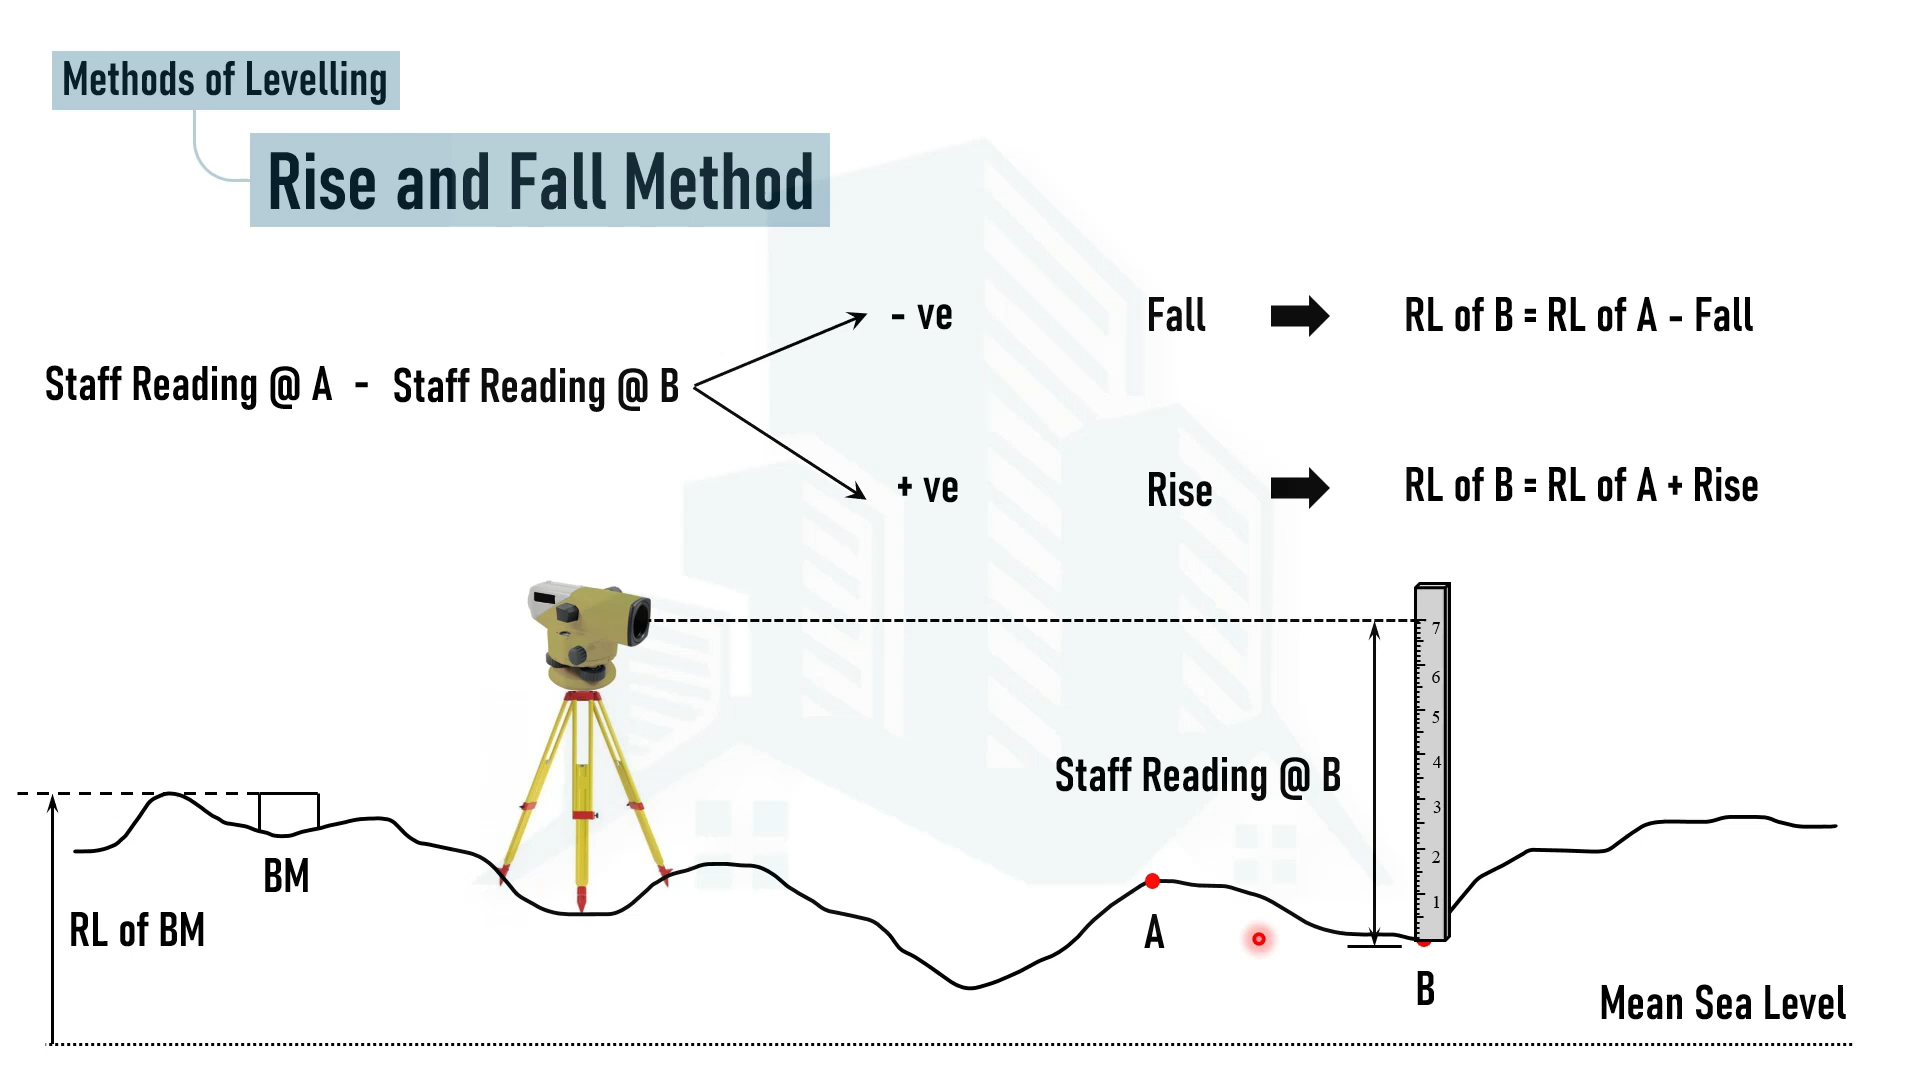 Methods of Levelling
Rise and Fall Method
- ve Fall RL of B = RL of A - Fall
Staff Reading @ A - Staff Reading @ B
+ ve Rise RL of B = RL of A + Rise
7
6
5
4
3
2
1
Staff Reading @ B
BM
RL of BM
A
B
Mean Sea Level